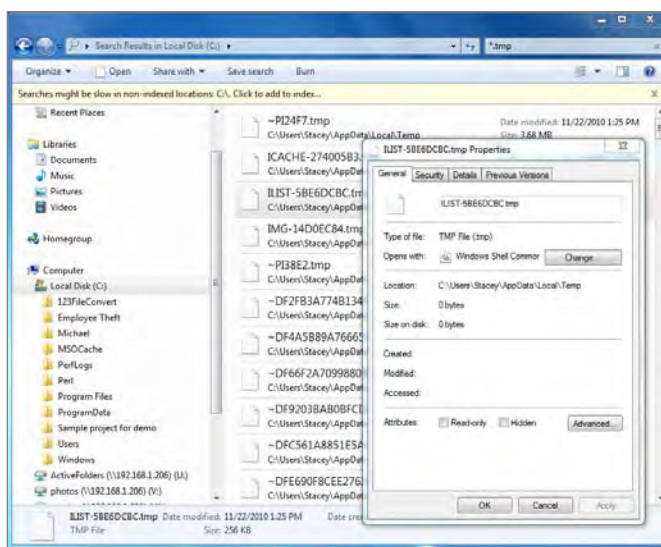 Search Results in Local Disk (C:)
*.tmp
Organize Open Share with Save search Burn
Searches might be slow in non-indexed locations: C:\. Click to add to index...
Recent Places
Libraries
Documents
Music
Pictures
Videos
Homegroup
Computer
Local Disk (C:)
123FileConvert
Employee Theft
Michael
MSOCache
PerfLogs
Perl
Program Files
ProgramData
Sample project for demo
Users
Windows
ActiveFolders (\\192.168.1.206) (U:)
photos (\\192.168.1.206) (V:)
~PI24F7.tmp
C:\Users\Stacey\AppData\Local\Temp
Date modified: 11/22/2010 1:25 PM
Size: 3.68 MB
ICACHE-274005B3.
C:\Users\Stacey\AppDat
ILIST-5BE6DCBC.tm
C:\Users\Stacey\AppDat
IMG-14D0EC84.tmp
C:\Users\Stacey\AppDat
~PI38E2.tmp
C:\Users\Stacey\AppDat
~DF2FB3A774B134
C:\Users\Stacey\AppDat
~DF4A5B89A76665
C:\Users\Stacey\AppDat
~DF66F2A7099880
C:\Users\Stacey\AppDat
~DF9203BAB0BFCD
C:\Users\Stacey\AppDat
~DFC561A8851E5A
C:\Users\Stacey\AppDat
~DFE690F8CEE276
C:\Users\Stacey\AppDat
ILIST-5BE6DCBC.tmp Properties
General Security Details Previous Versions
ILIST-5BE6DCBC.tmp
Type of file: TMP File (.tmp)
Opens with: Windows Shell Commor Change...
Location: C:\Users\Stacey\AppData\Local\Temp
Size: 0 bytes
Size on disk: 0 bytes
Created:
Modified:
Accessed:
Attributes: Read-only Hidden Advanced...
OK Cancel Apply
ILIST-5BE6DCBC.tmp Date modified: 11/22/2010 1:25 PM Date crea
TMP File Size: 256 KB